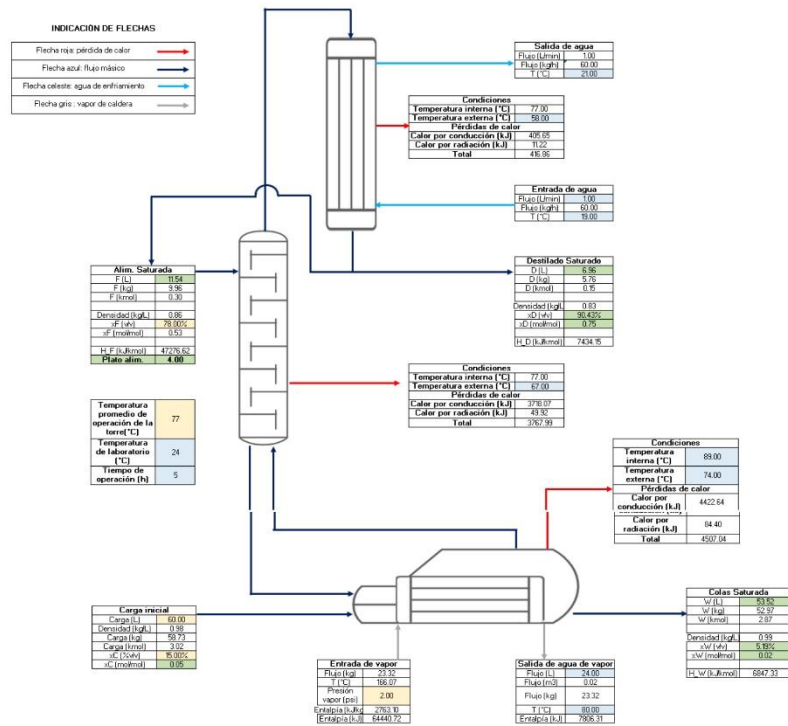 INDICACIÓN DE FLECHAS
Flecha roja: pérdida de calor
Flecha azul: flujo másico
Flecha celeste: agua de enfriamiento
Flecha gris : vapor de caldera
Salida de agua
Flujo (L/min) 1.00
Flujo (kg/h) 60.00
T (°C) 21.00
Condiciones
Temperatura interna (°C) 77.00
Temperatura externa (°C) 58.00
Pérdidas de calor
Calor por conducción (kJ) 405.65
Calor por radiación (kJ) 11.22
Total 416.86
Entrada de agua
Flujo (L/min) 1.00
Flujo (kg/h) 60.00
T (°C) 19.00
Alim. Saturada
F (L) 11.54
F (kg) 9.96
F (kmol) 0.30
Densidad (kg/L) 0.86
xF (v/v) 78.00%
xF (mol/mol) 0.53
H_F (kJ/kmol) 47276.62
Plato alim. 4.00
Destilado Saturado
D (L) 6.96
D (kg) 5.76
D (kmol) 0.15
Densidad (kg/L) 0.83
xD (v/v) 90.43%
xD (mol/mol) 0.75
H_D (kJ/kmol) 7434.15
Condiciones
Temperatura interna (°C) 77.00
Temperatura externa (°C) 67.00
Pérdidas de calor
Calor por conducción (kJ) 3718.07
Calor por radiación (kJ) 49.92
Total 3767.99
Temperatura
promedio de
operación de la
torre(°C) 77
Temperatura
de laboratorio
(°C) 24
Tiempo de
operación (h) 5
Condiciones
Temperatura
interna (°C) 89.00
Temperatura
externa (°C) 74.00
Pérdidas de calor
Calor por
conducción (kJ) 4422.64
Calor por
radiación (kJ) 84.40
Total 4507.04
Carga inicial
Carga (L) 60.00
Densidad (kg/L) 0.98
Carga (kg) 58.73
Carga (kmol) 3.02
xC (%v/v) 15.00%
xC (mol/mol) 0.05
Colas Saturada
W (L) 53.52
W (kg) 52.97
W (kmol) 2.87
Densidad (kg/L) 0.99
xW (v/v) 5.19%
xW (mol/mol) 0.02
H_W (kJ/kmol) 6847.33
Entrada de vapor
Flujo (kg) 23.32
T (°C) 166.07
Presión
vapor (psi) 2.00
Entalpía (kJ/kg 2763.10
Entalpía (kJ) 64440.72
Salida de agua de vapor
Flujo (L) 24.00
Flujo (m3) 0.02
Flujo (kg) 23.32
T (°C) 80.00
Entalpía (kJ) 7806.31